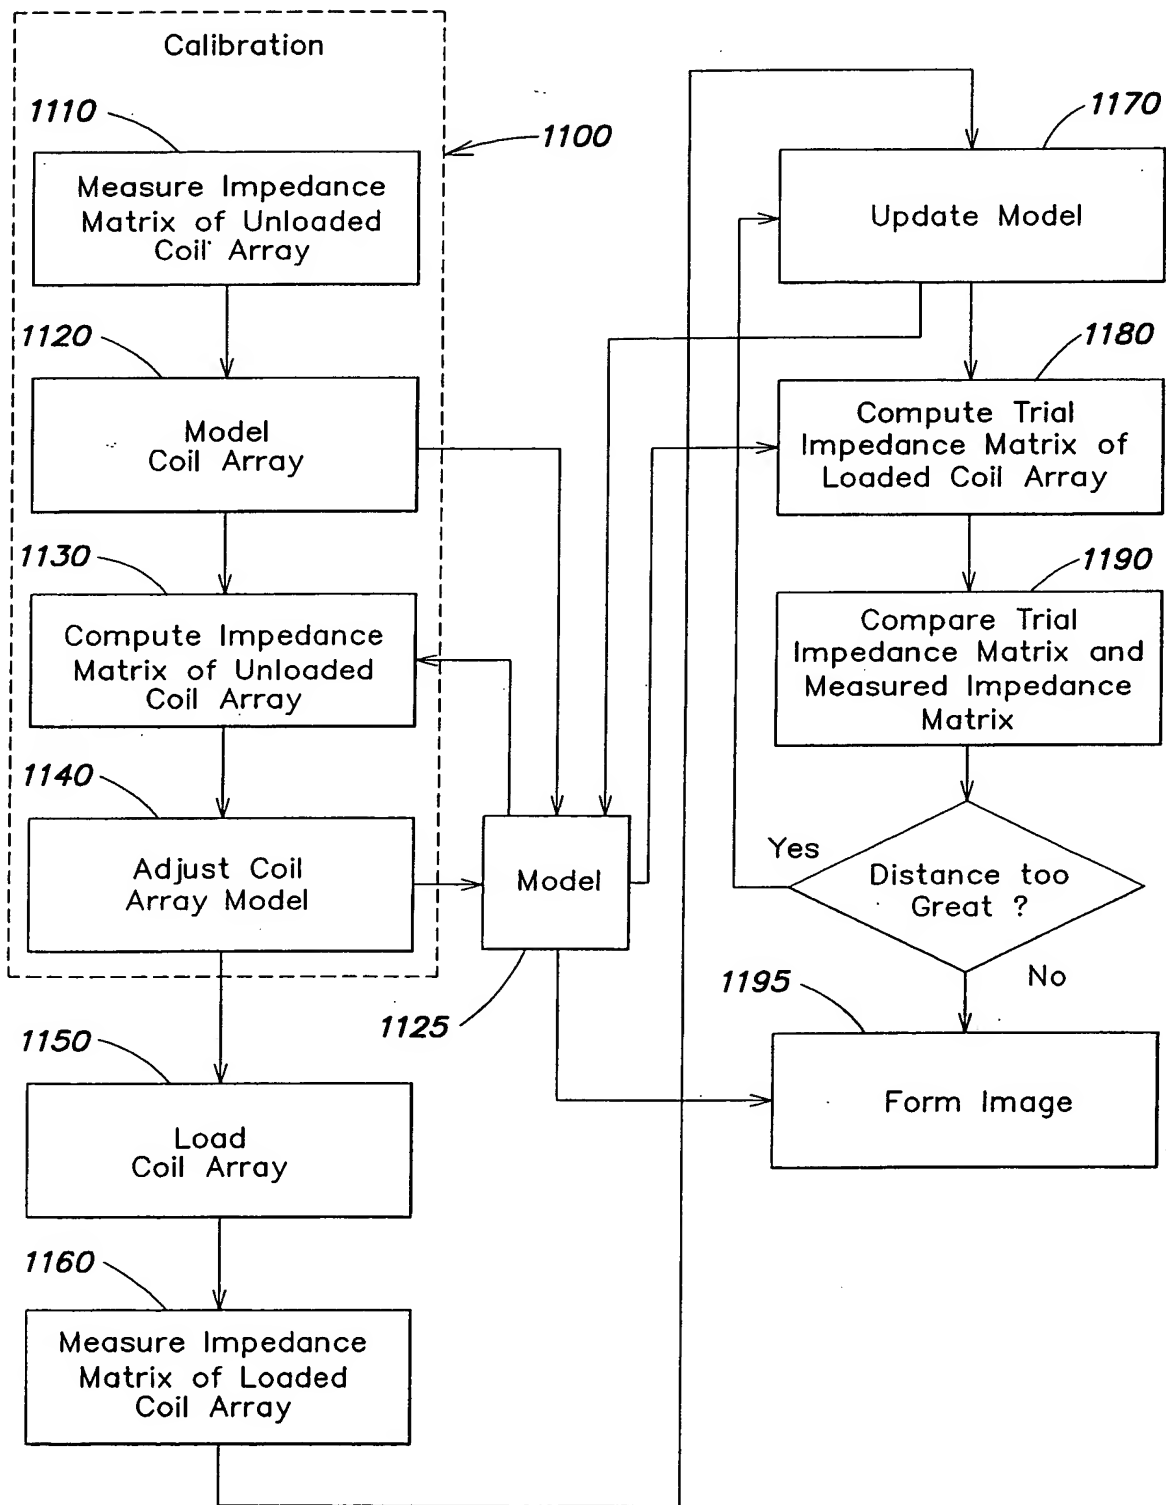 Calibration
1110
1100
Measure Impedance
Matrix of Unloaded
Coil Array
1120
Model
Coil Array
1130
Compute Impedance
Matrix of Unloaded
Coil Array
1140
Adjust Coil
Array Model
Model
1125
1150
Load
Coil Array
1160
Measure Impedance
Matrix of Loaded
Coil Array
1170
Update Model
1180
Compute Trial
Impedance Matrix of
Loaded Coil Array
1190
Compare Trial
Impedance Matrix and
Measured Impedance
Matrix
Yes
Distance too
Great ?
No
1195
Form Image